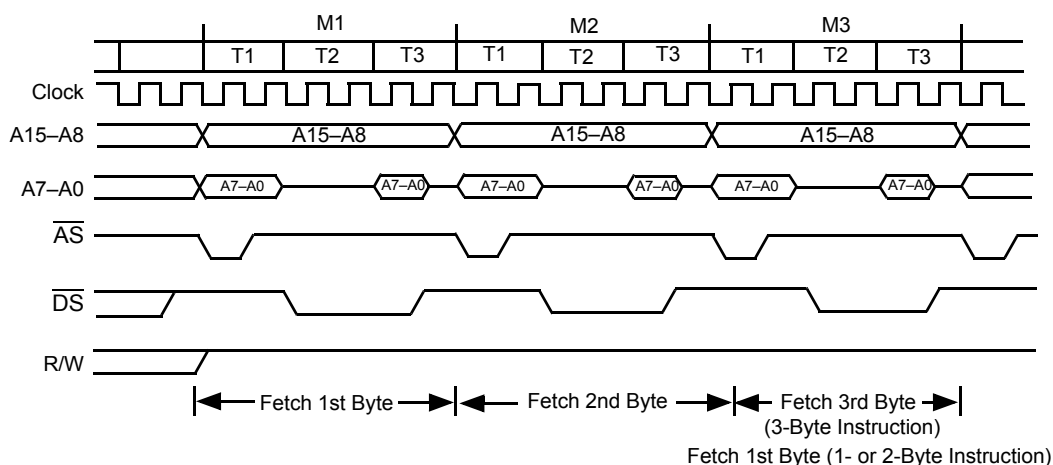 M1 M2 M3
T1 T2 T3 T1 T2 T3 T1 T2 T3
Clock
A15–A8 A15–A8 A15–A8 A15–A8
A7–A0 A7–A0 A7–A0 A7–A0 A7–A0 A7–A0 A7–A0
AS
DS
R/W
Fetch 1st Byte Fetch 2nd Byte Fetch 3rd Byte
(3-Byte Instruction)
Fetch 1st Byte (1- or 2-Byte Instruction)